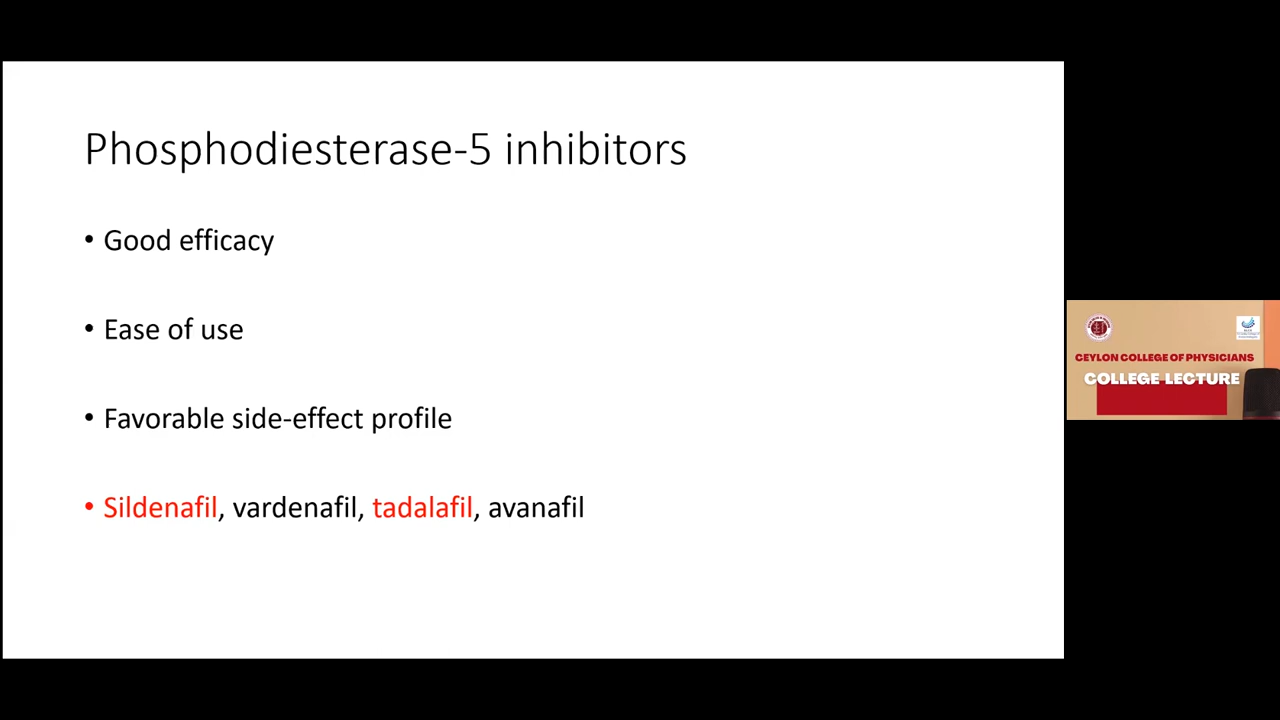 Phosphodiesterase-5 inhibitors
• Good efficacy
• Ease of use
• Favorable side-effect profile
• Sildenafil, vardenafil, tadalafil, avanafil
CEYLON COLLEGE OF PHYSICIANS
COLLEGE LECTURE